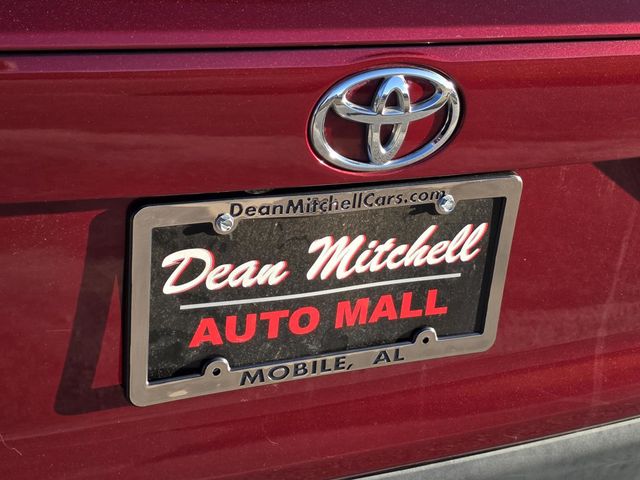 DeanMitchellCars.com
Dean Mitchell
AUTO MALL
MOBILE, AL